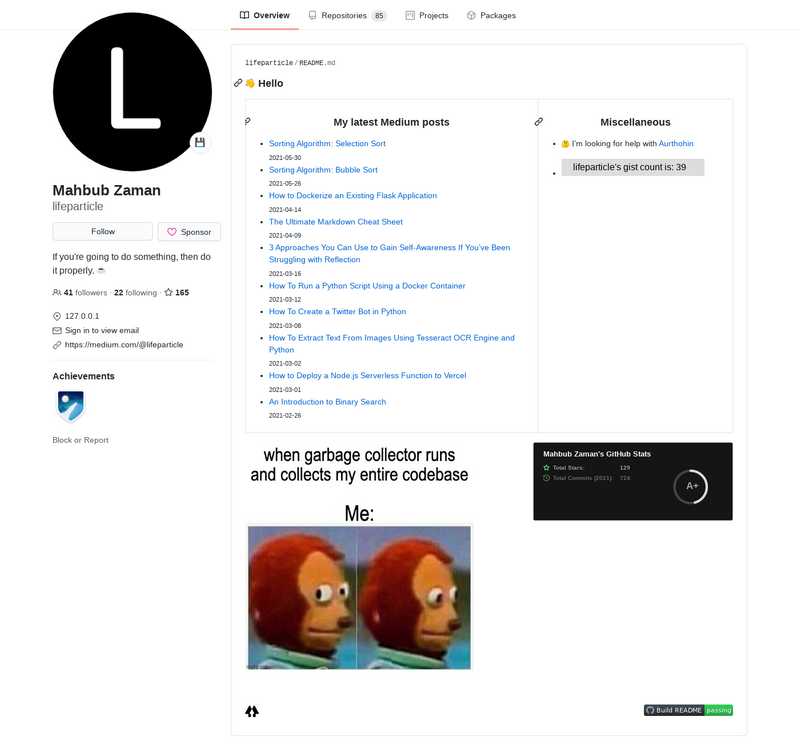 Overview
Repositories 85
Projects
Packages
L
Mahbub Zaman
lifeparticle
Follow
Sponsor
If you're going to do something, then do
it properly. ☕
41 followers · 22 following · 165
127.0.0.1
Sign in to view email
https://medium.com/@lifeparticle
Achievements
Block or Report
lifeparticle/README.md
👋 Hello
My latest Medium posts
Sorting Algorithm: Selection Sort
2021-05-30
Sorting Algorithm: Bubble Sort
2021-05-26
How to Dockerize an Existing Flask Application
2021-04-14
The Ultimate Markdown Cheat Sheet
2021-04-09
3 Approaches You Can Use to Gain Self-Awareness If You've Been
Struggling with Reflection
2021-03-16
How To Run a Python Script Using a Docker Container
2021-03-12
How To Create a Twitter Bot in Python
2021-03-08
How To Extract Text From Images Using Tesseract OCR Engine and
Python
2021-03-02
How to Deploy a Node.js Serverless Function to Vercel
2021-03-01
An Introduction to Binary Search
2021-02-26
Miscellaneous
🤔 I'm looking for help with Aurthohin
lifeparticle's gist count is: 39
when garbage collector runs
and collects my entire codebase
Me:
Mahbub Zaman's GitHub Stats
Total Stars: 129
Total Commits (2021): 724
A+
Build README passing